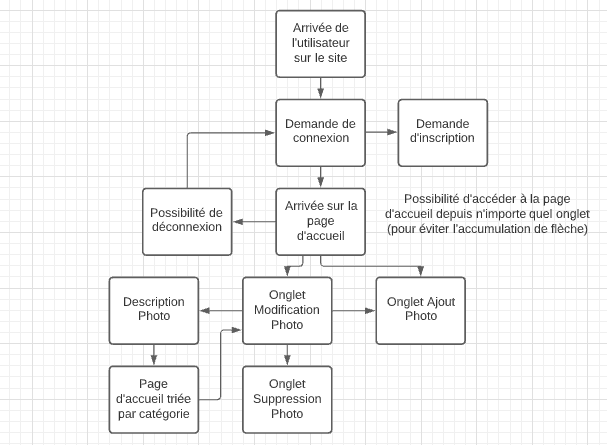 Arrivée de
l'utilisateur
sur le site
Demande de
connexion
Demande
d'inscription
Possibilité de
déconnexion
Arrivée sur la
page
d'accueil
Possibilité d'accéder à la page
d'accueil depuis n'importe quel onglet
(pour éviter l'accumulation de flèche)
Description
Photo
Onglet
Modification
Photo
Onglet Ajout
Photo
Page
d'accueil triée
par catégorie
Onglet
Suppression
Photo